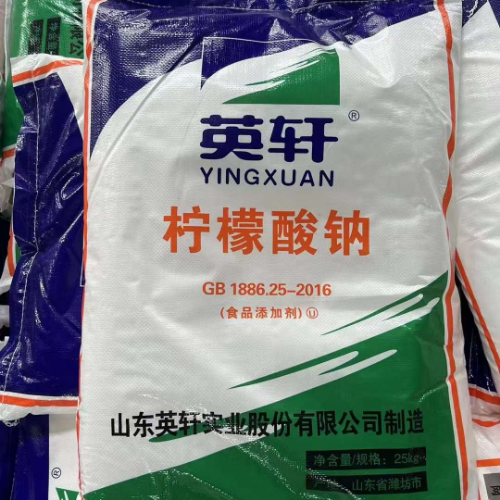 英轩®
YINGXUAN
柠檬酸钠
GB 1886.25-2016
(食品添加剂)Ⓤ
山东英轩实业股份有限公司制造
净含量/规格：25kg
产地：山东省潍坊市